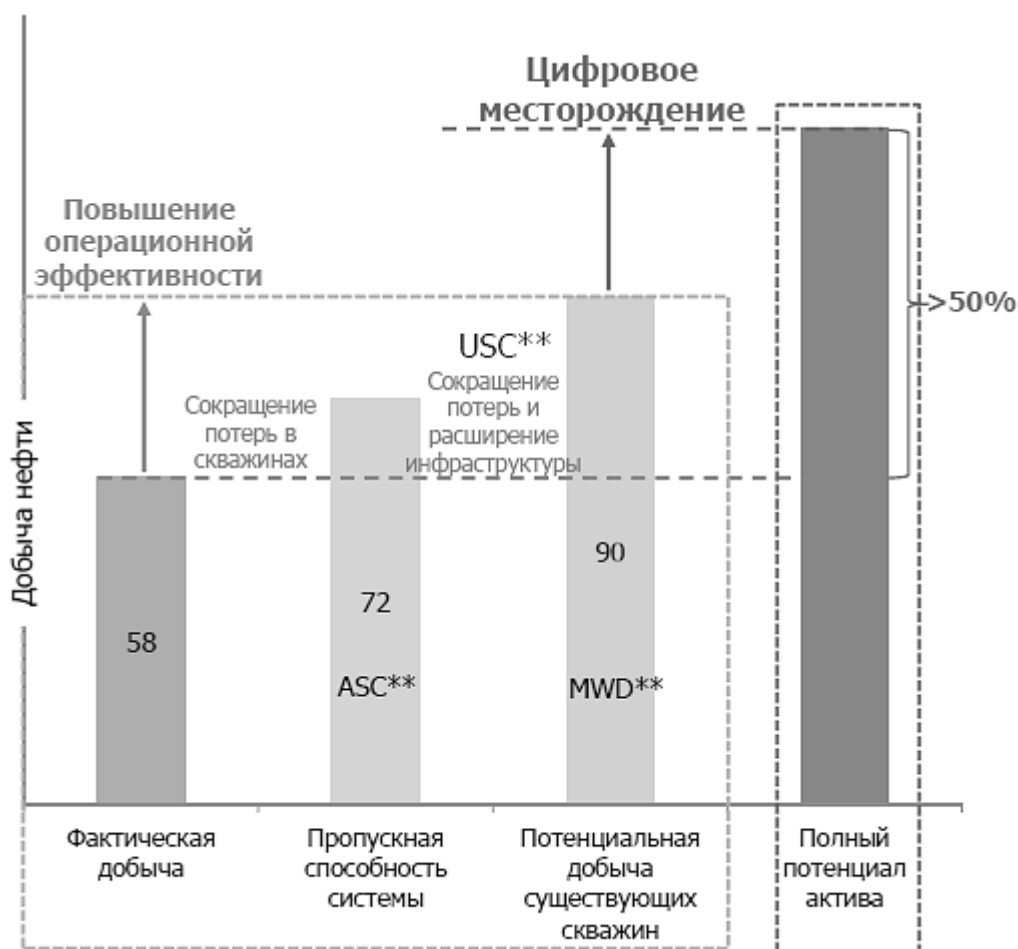 Цифровое
месторождение
Повышение
операционной
эффективности
>50%
USC**
Сокращение
потерь в
скважинах
Сокращение
потерь и
расширение
инфраструктуры
Добыча нефти
58
72
90
ASC**
MWD**
Фактическая
добыча
Пропускная
способность
системы
Потенциальная
добыча
существующих
скважин
Полный
потенциал
актива